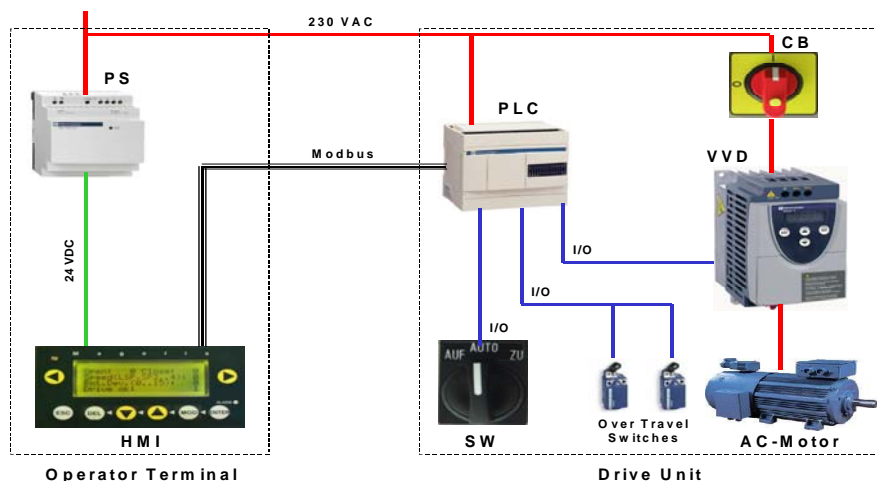 230 VAC
CB
PS
PLC
Modbus
VVD
24 VDC
I/O
I/O
I/O
Magelis
AUF AUTO ZU
ESC DEL MOD ENTER
HMI
SW
Over Travel
Switches
AC-Motor
Operator Terminal
Drive Unit